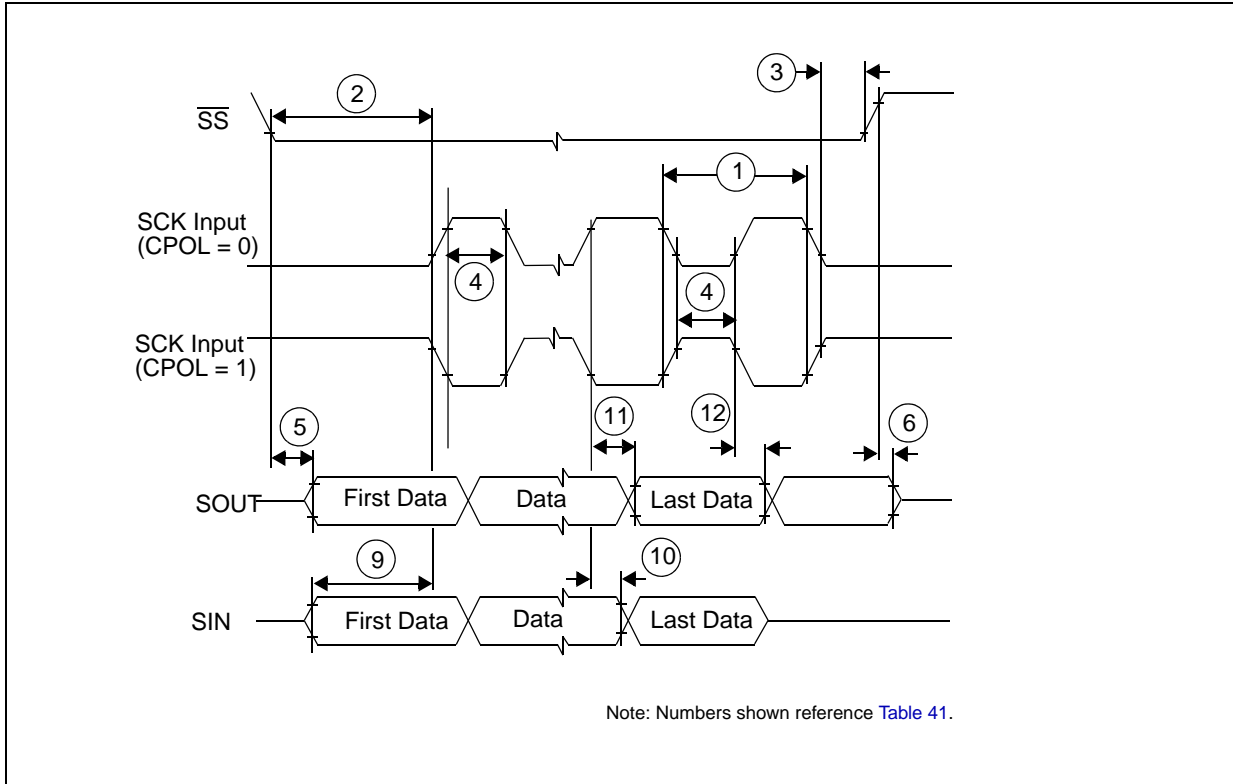 3
2
SS
1
SCK Input
(CPOL = 0)
4
4
SCK Input
(CPOL = 1)
11
12
5
6
SOUT
First Data
Data
Last Data
9
10
SIN
First Data
Data
Last Data
Note: Numbers shown reference Table 41.